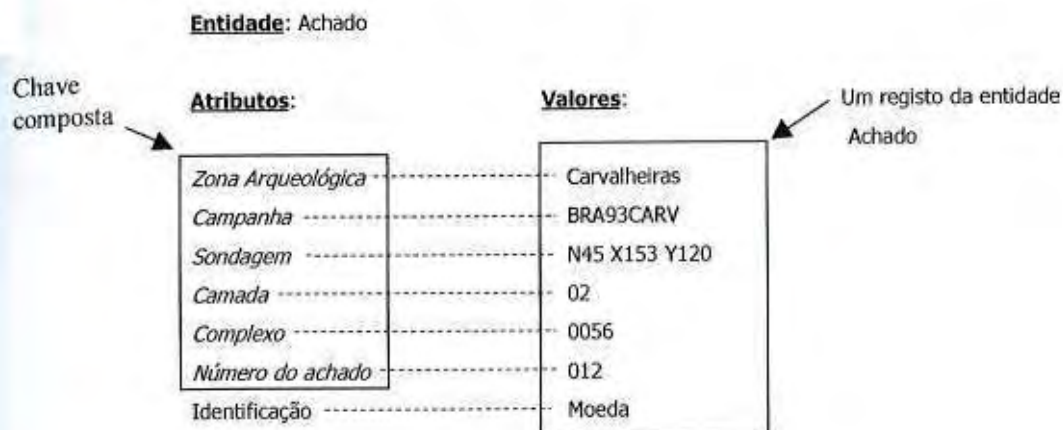 Entidade: Achado
Chave
composta
Atributos:
Valores:
Um registo da entidade
Achado
Zona Arqueológica Carvalheiras
Campanha BRA93CARV
Sondagem N45 X153 Y120
Camada 02
Complexo 0056
Número do achado 012
Identificação Moeda